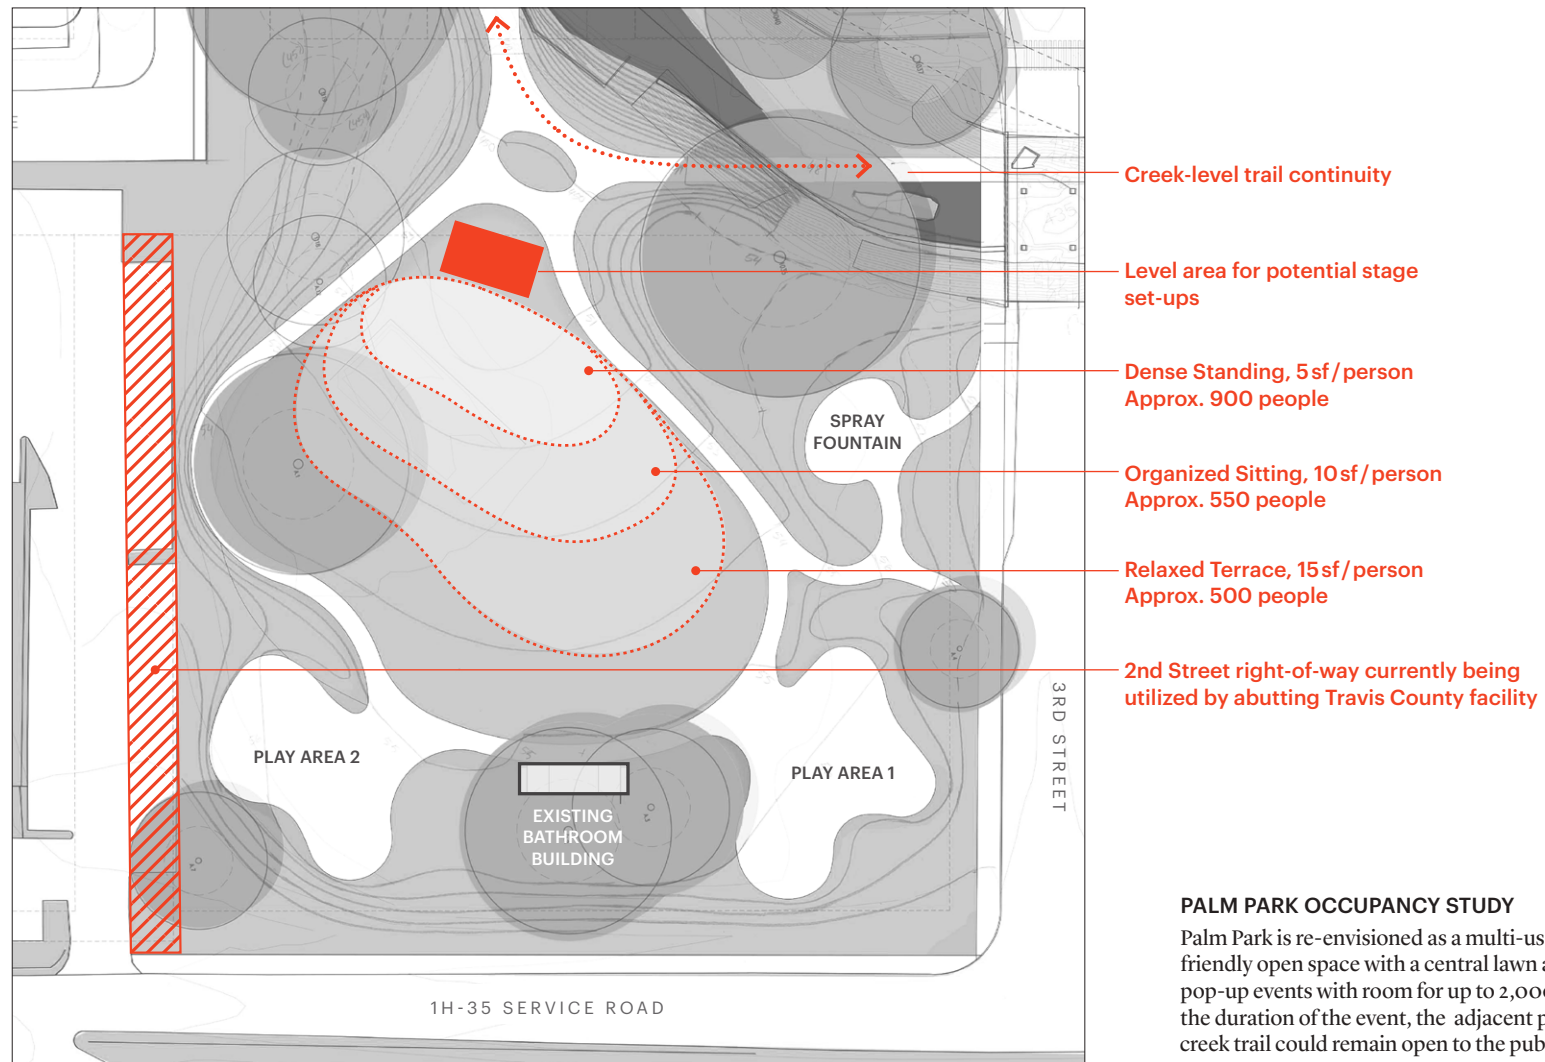 Creek-level trail continuity
Level area for potential stage
set-ups
Dense Standing, 5 sf/person
Approx. 900 people
SPRAY
FOUNTAIN
Organized Sitting, 10 sf/person
Approx. 550 people
Relaxed Terrace, 15 sf/person
Approx. 500 people
2nd Street right-of-way currently being
utilized by abutting Travis County facility
3RD STREET
PLAY AREA 2
PLAY AREA 1
EXISTING
BATHROOM
BUILDING
1H-35 SERVICE ROAD
PALM PARK OCCUPANCY STUDY
Palm Park is re-envisioned as a multi-us
friendly open space with a central lawn a
pop-up events with room for up to 2,000
the duration of the event, the adjacent p
creek trail could remain open to the pub